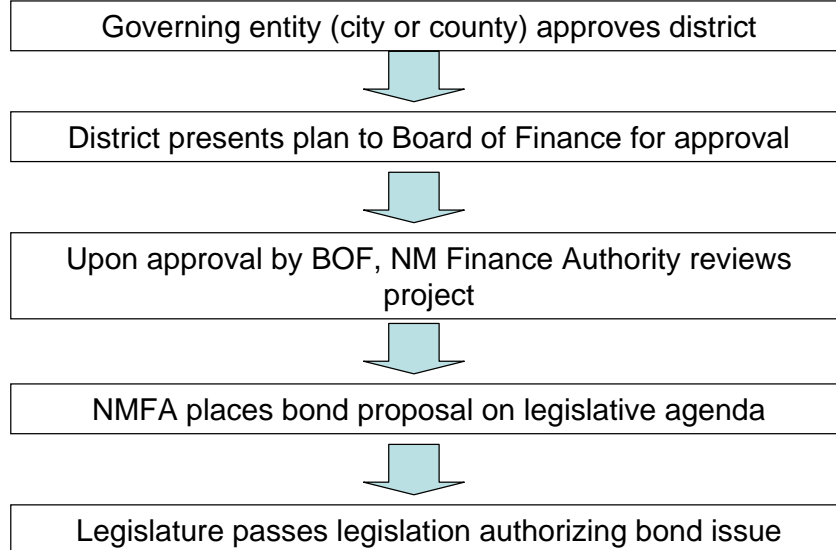 Governing entity (city or county) approves district
District presents plan to Board of Finance for approval
Upon approval by BOF, NM Finance Authority reviews
project
NMFA places bond proposal on legislative agenda
Legislature passes legislation authorizing bond issue